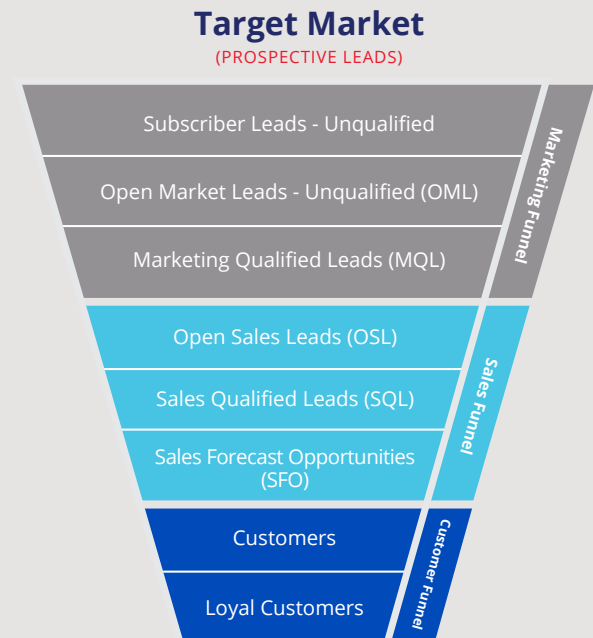 Target Market
(PROSPECTIVE LEADS)
Subscriber Leads - Unqualified
Open Market Leads - Unqualified (OML)
Marketing Qualified Leads (MQL)
Marketing Funnel
Open Sales Leads (OSL)
Sales Qualified Leads (SQL)
Sales Forecast Opportunities
(SFO)
Sales Funnel
Customers
Loyal Customers
Customer Funnel